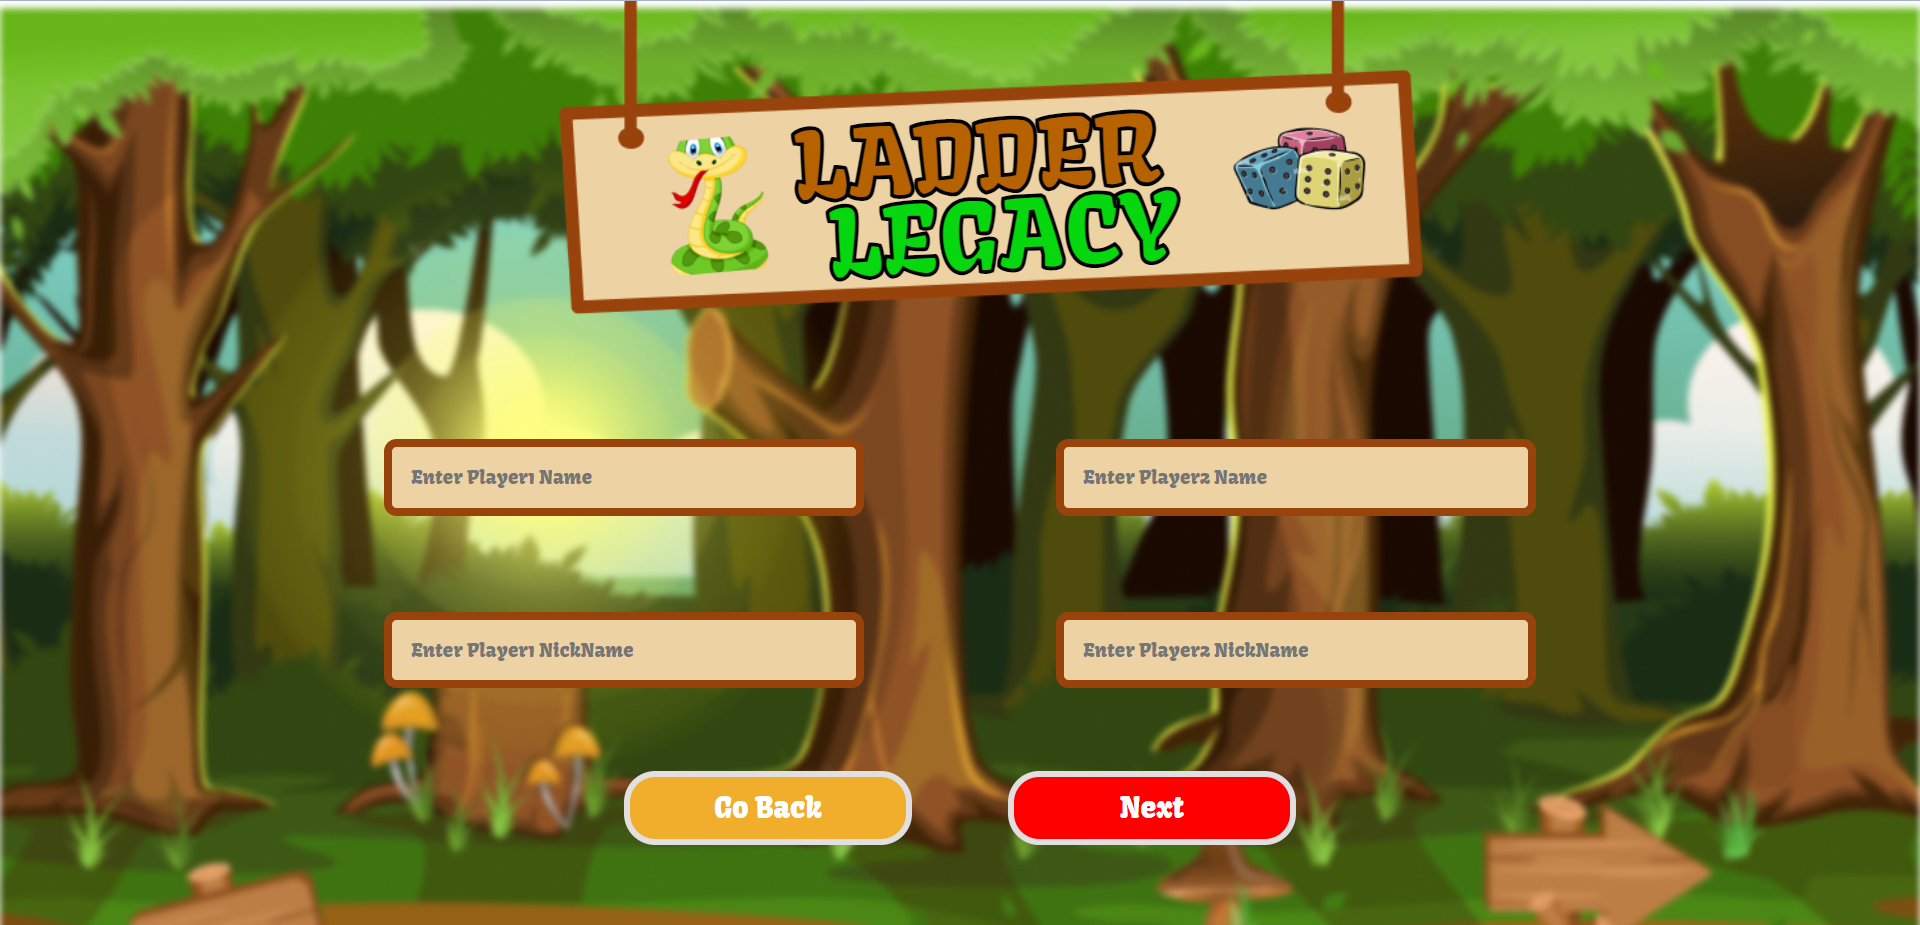 LADDER
LEGACY
Enter Player1 Name
Enter Player2 Name
Enter Player1 NickName
Enter Player2 NickName
Go Back
Next